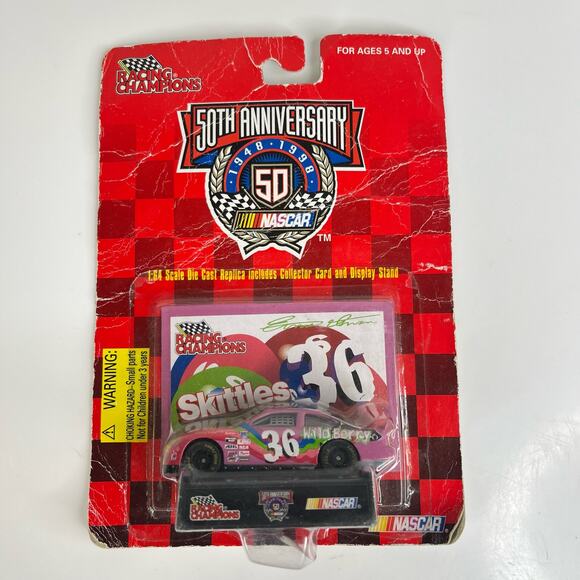 FOR AGES 5 AND UP
RACING
CHAMPIONS
50TH ANNIVERSARY
1948 · 1998
50
NASCAR
TM
1:64 Scale Die Cast Replica includes Collector Card and Display Stand
RACING
CHAMPIONS
36
Skittles
WARNING:
CHOKING HAZARD-Small parts
Not for Children under 3 years
36
Wild Berry
RACING
CHAMPIONS
50TH ANNIVERSARY
NASCAR
NASCAR